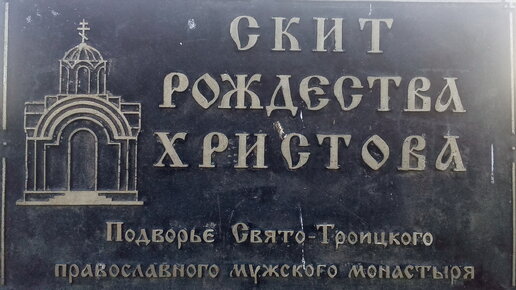 СКИТ
РОЖДЕСТВА
ХРИСТОВА
Подворье Свято-Троицкого
православного мужского монастыря